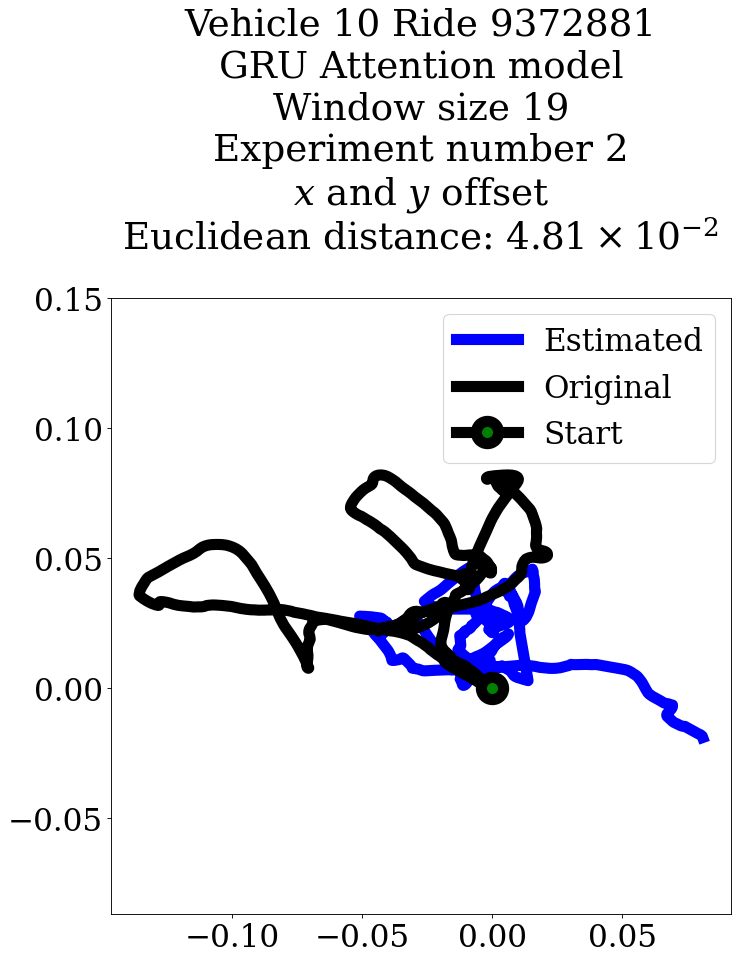 Vehicle 10 Ride 9372881
GRU Attention model
Window size 19
Experiment number 2
x and y offset
Euclidean distance: 4.81 × 10⁻²
Estimated
Original
Start
0.15
0.10
0.05
0.00
−0.05
−0.10 −0.05 0.00 0.05